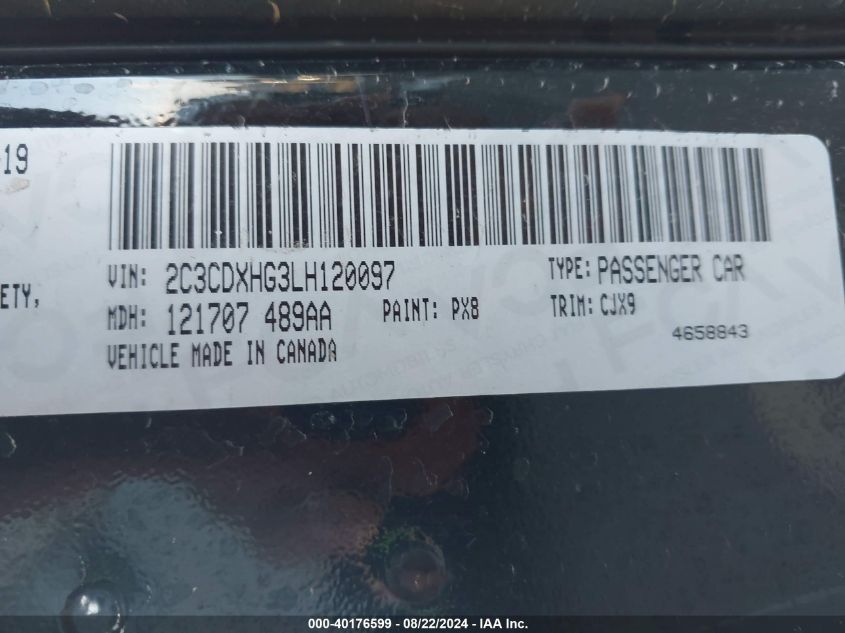 -19
ETY,
VIN: 2C3CDXHG3LH120097 TYPE: PASSENGER CAR
MDH: 121707 489AA PAINT: PX8 TRIM: CJX9
VEHICLE MADE IN CANADA 4658843
000-40176599 - 08/22/2024 - IAA Inc.